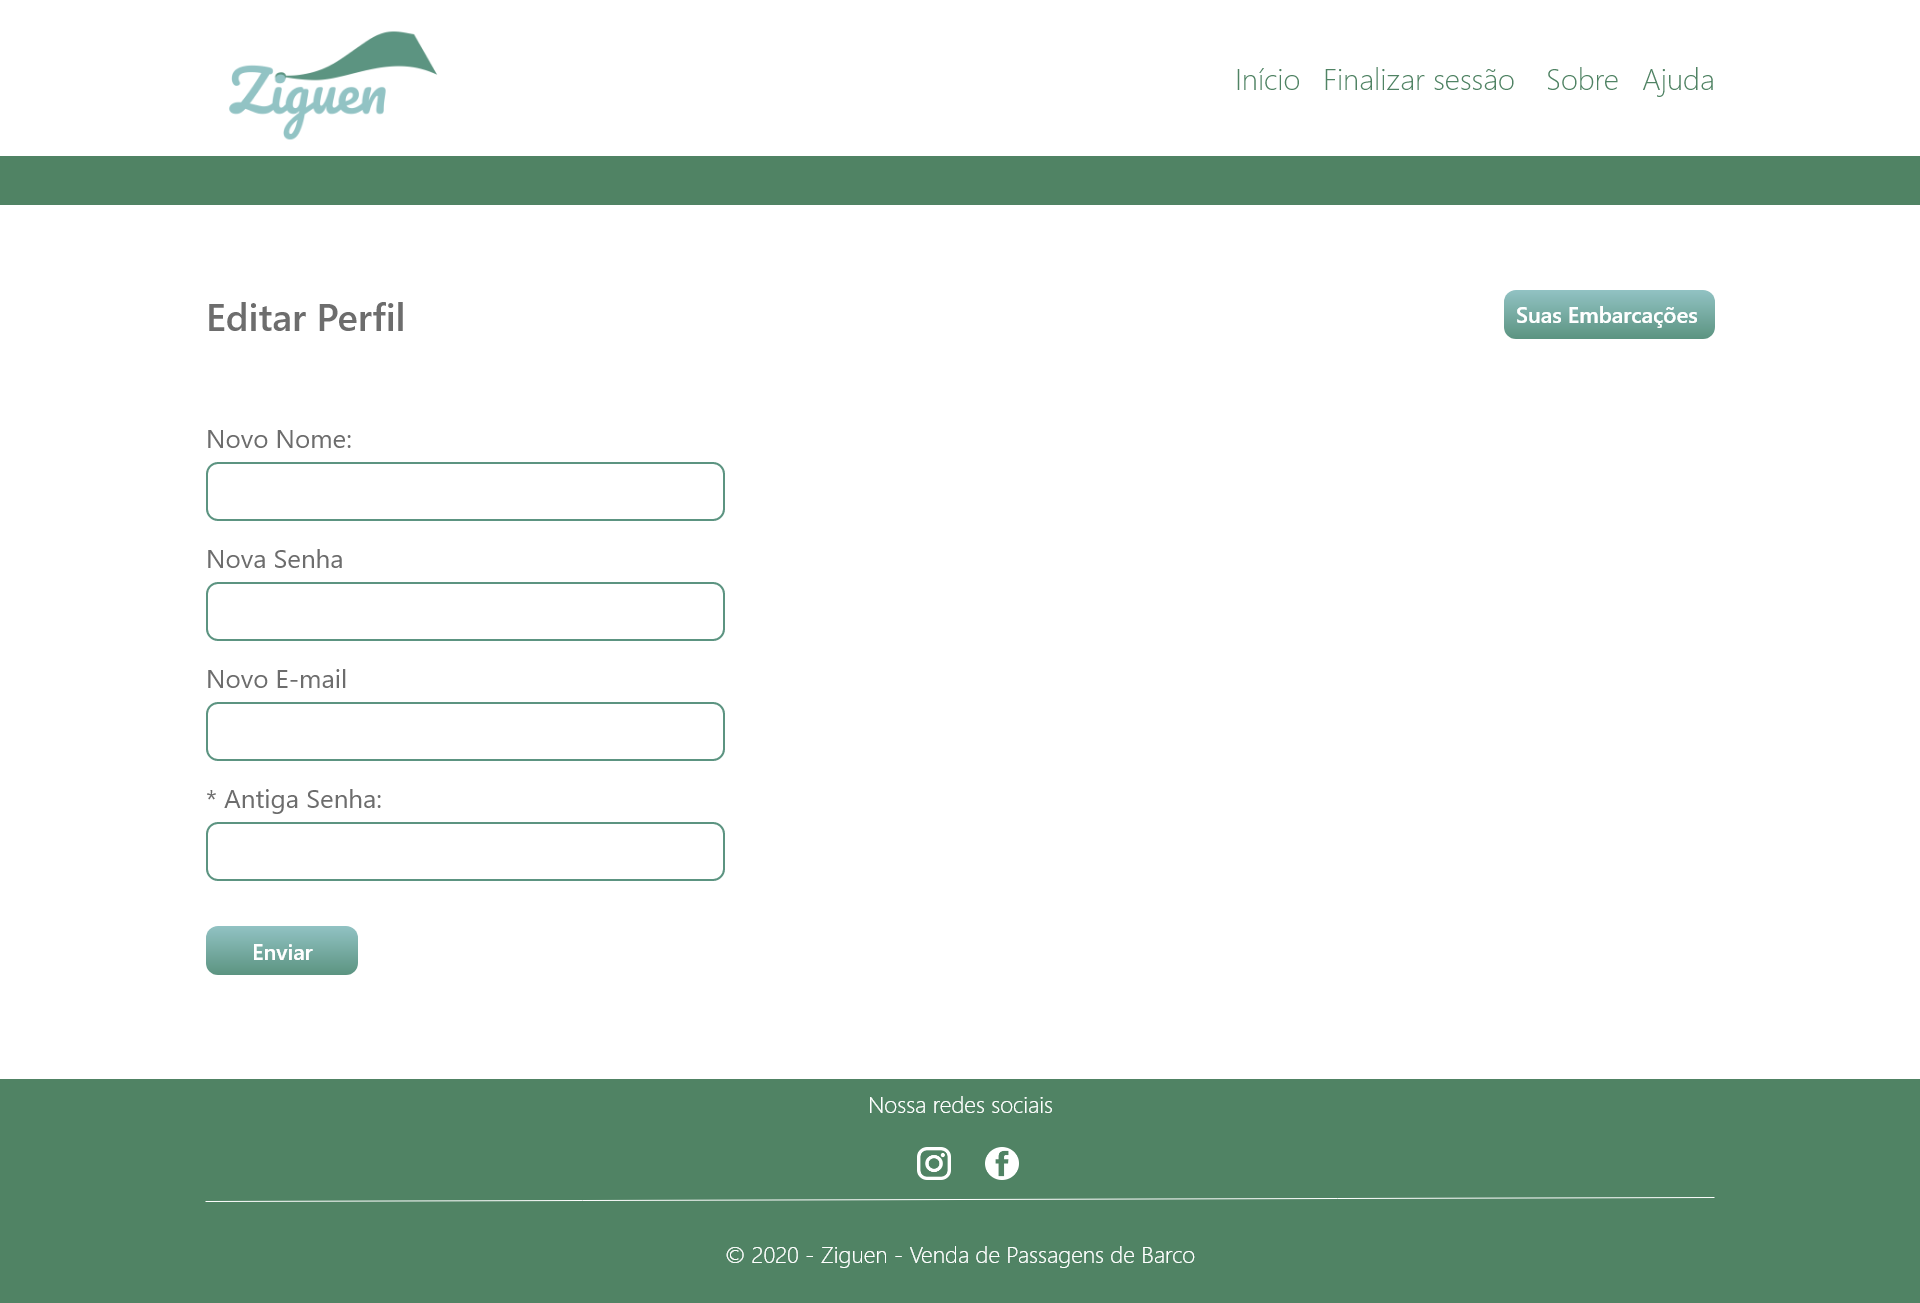 Ziguen
Início Finalizar sessão Sobre Ajuda
Editar Perfil
Suas Embarcações
Novo Nome:
Nova Senha
Novo E-mail
* Antiga Senha:
Enviar
Nossa redes sociais
© 2020 - Ziguen - Venda de Passagens de Barco